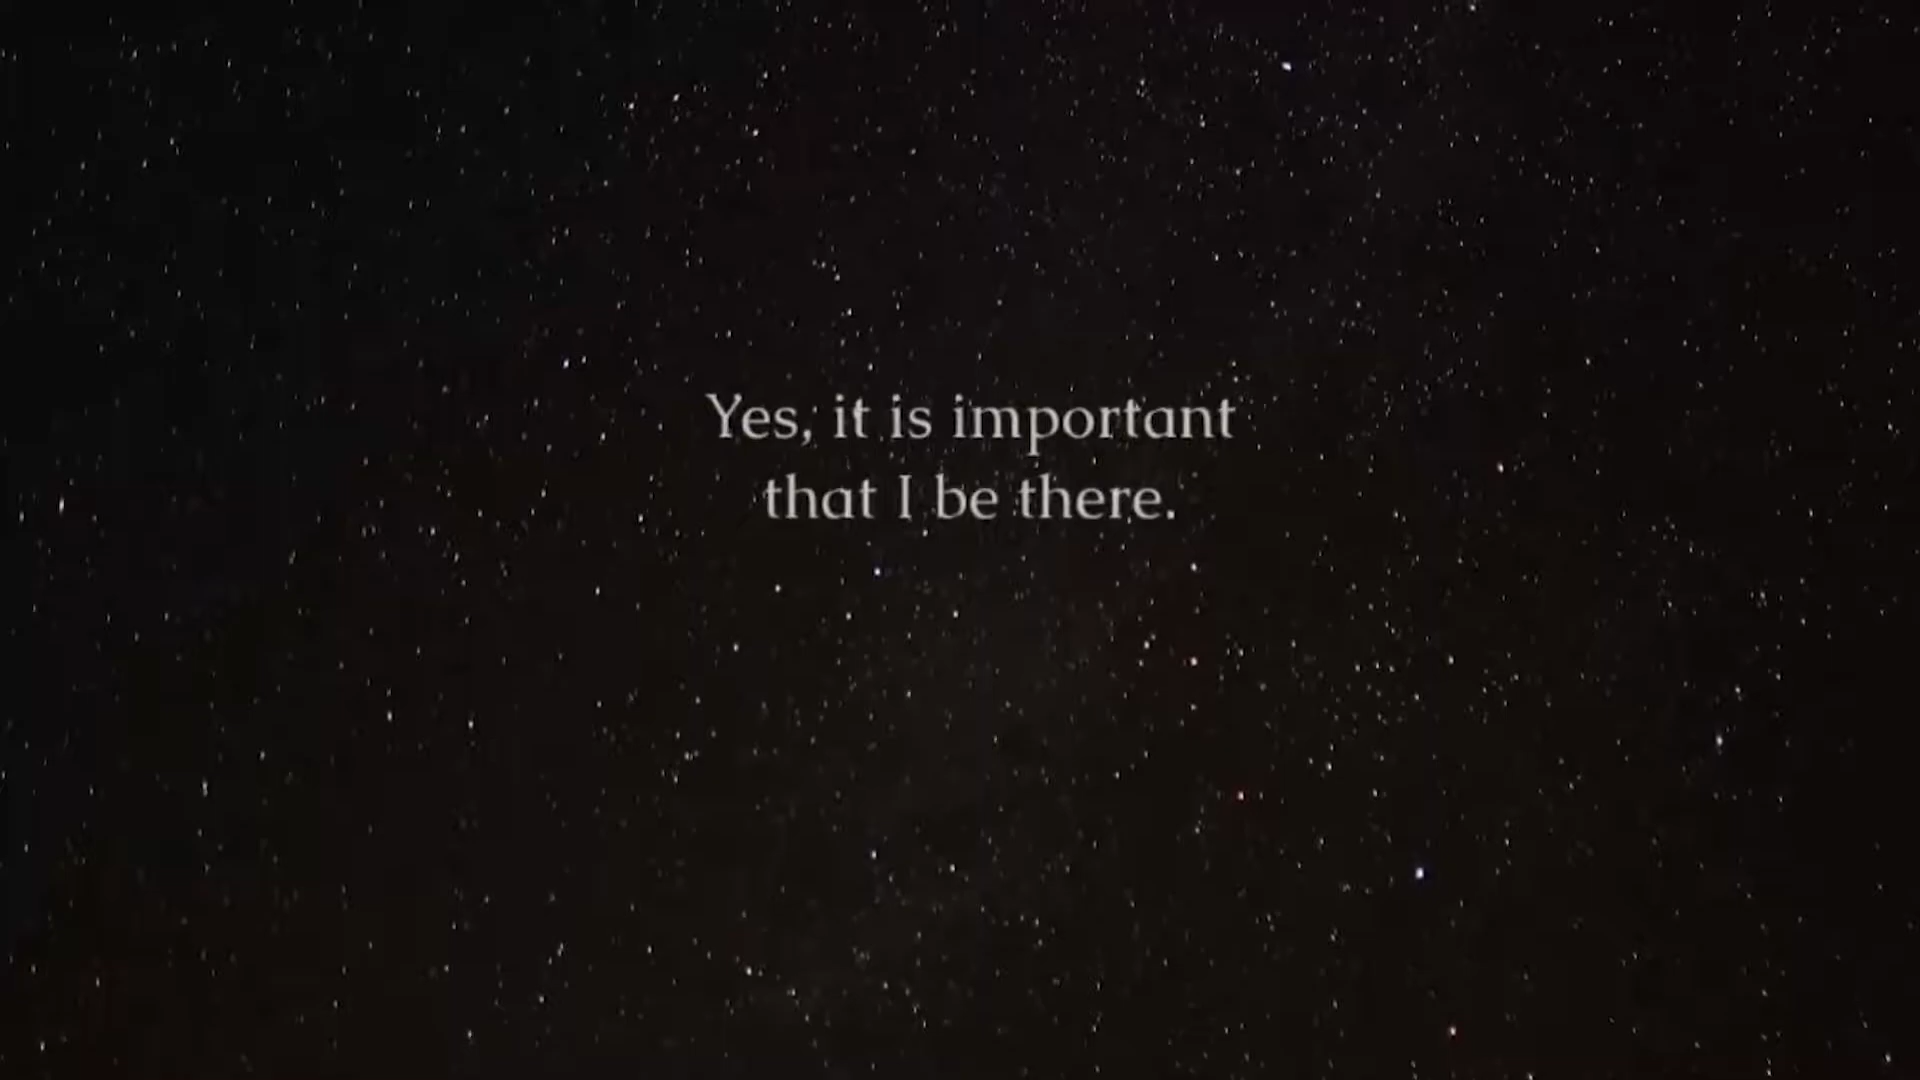 Yes, it is important
that I be there.